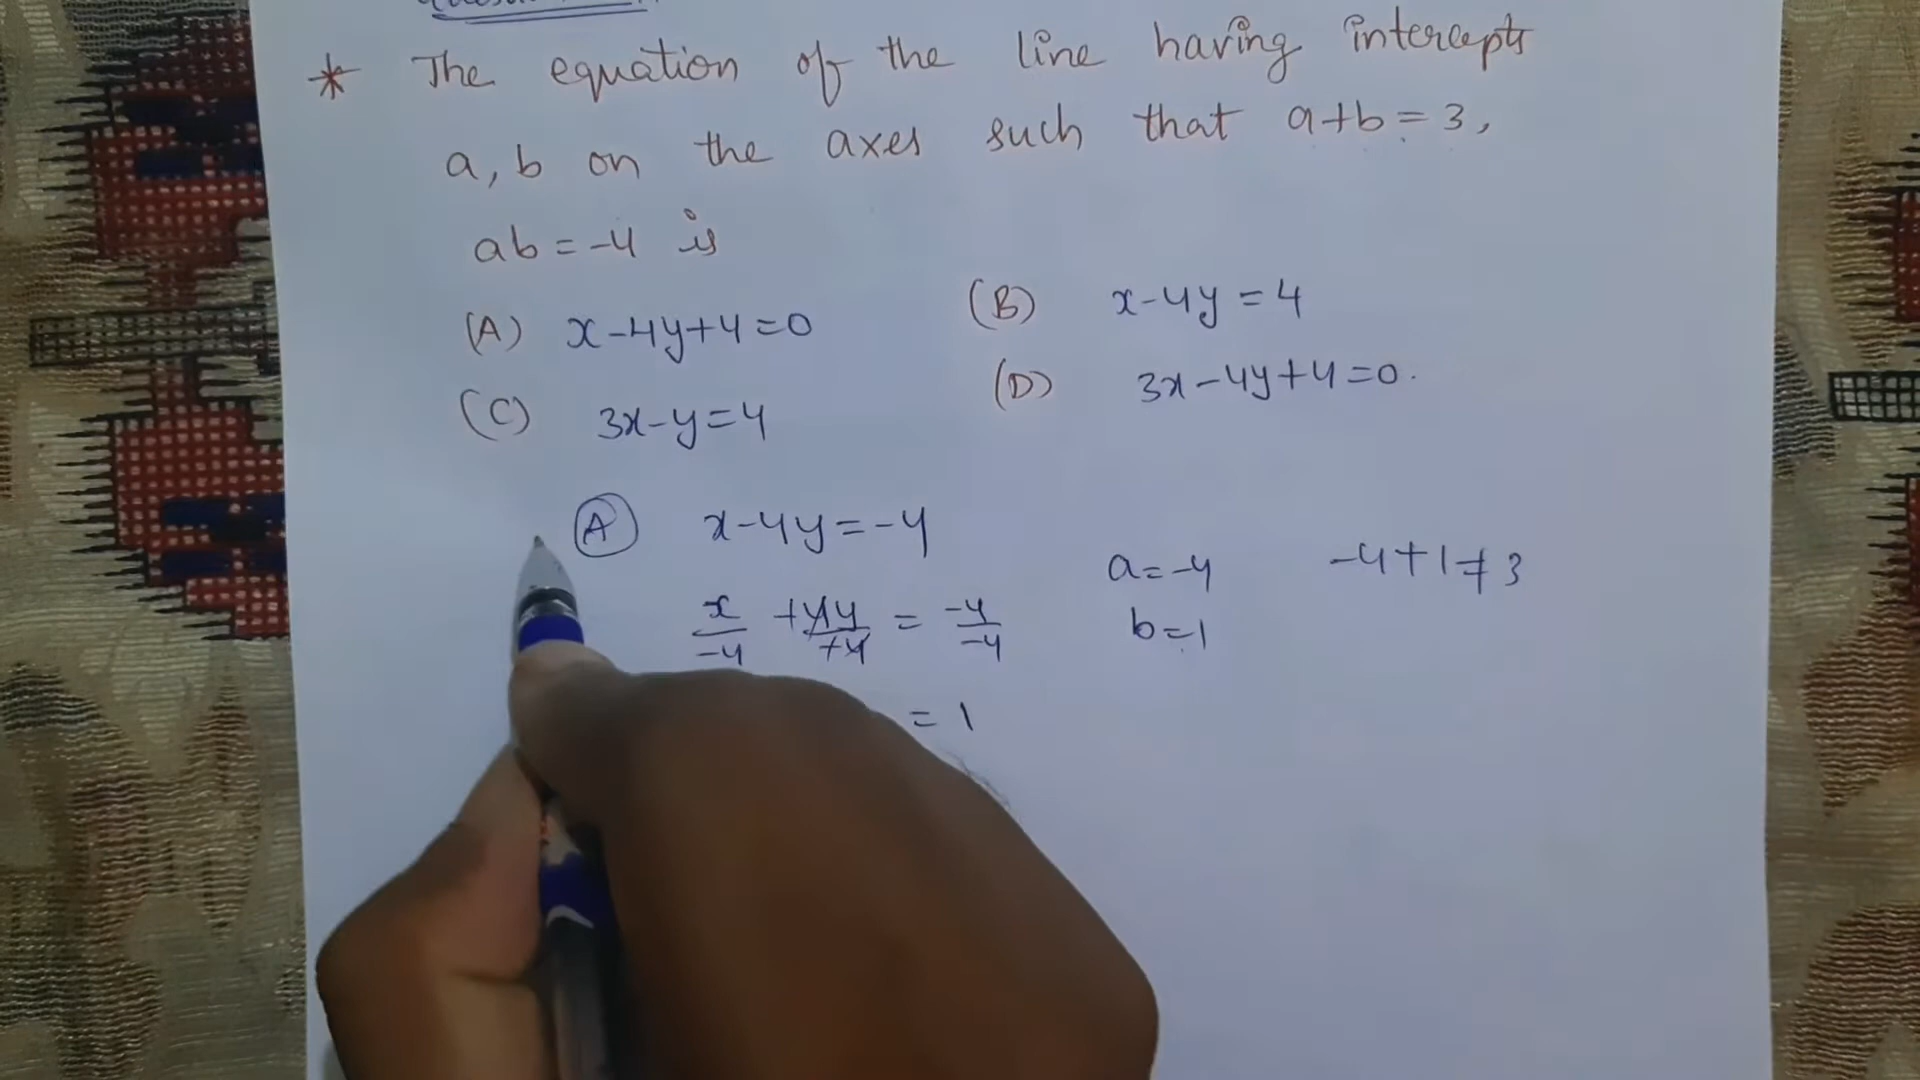 * The equation of the line having intercepts
a, b on the axes such that a+b = 3,
ab = -4 is
(A) x-4y+4=0 (B) x-4y = 4
(C) 3x-y=4 (D) 3x-4y+4=0.
(A) x-4y = -4
x/-4 + 4y/+4 = -4/-4
a = -4
b = 1
-4+1≠3
= 1